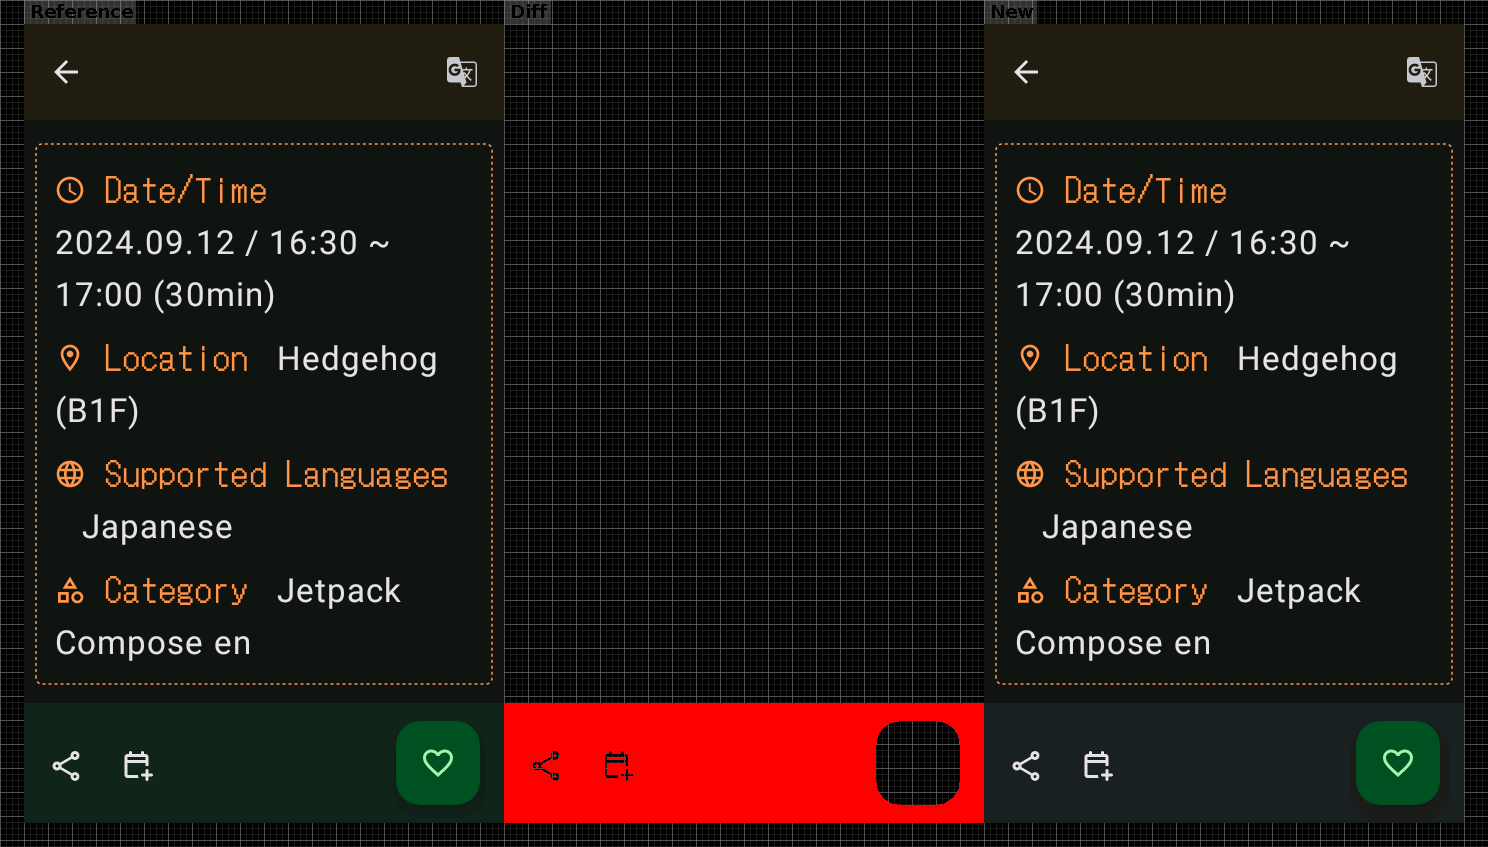 Reference
Diff
New
Date/Time
2024.09.12 / 16:30 ~
17:00 (30min)
Location Hedgehog
(B1F)
Supported Languages
Japanese
Category Jetpack
Compose en
Date/Time
2024.09.12 / 16:30 ~
17:00 (30min)
Location Hedgehog
(B1F)
Supported Languages
Japanese
Category Jetpack
Compose en